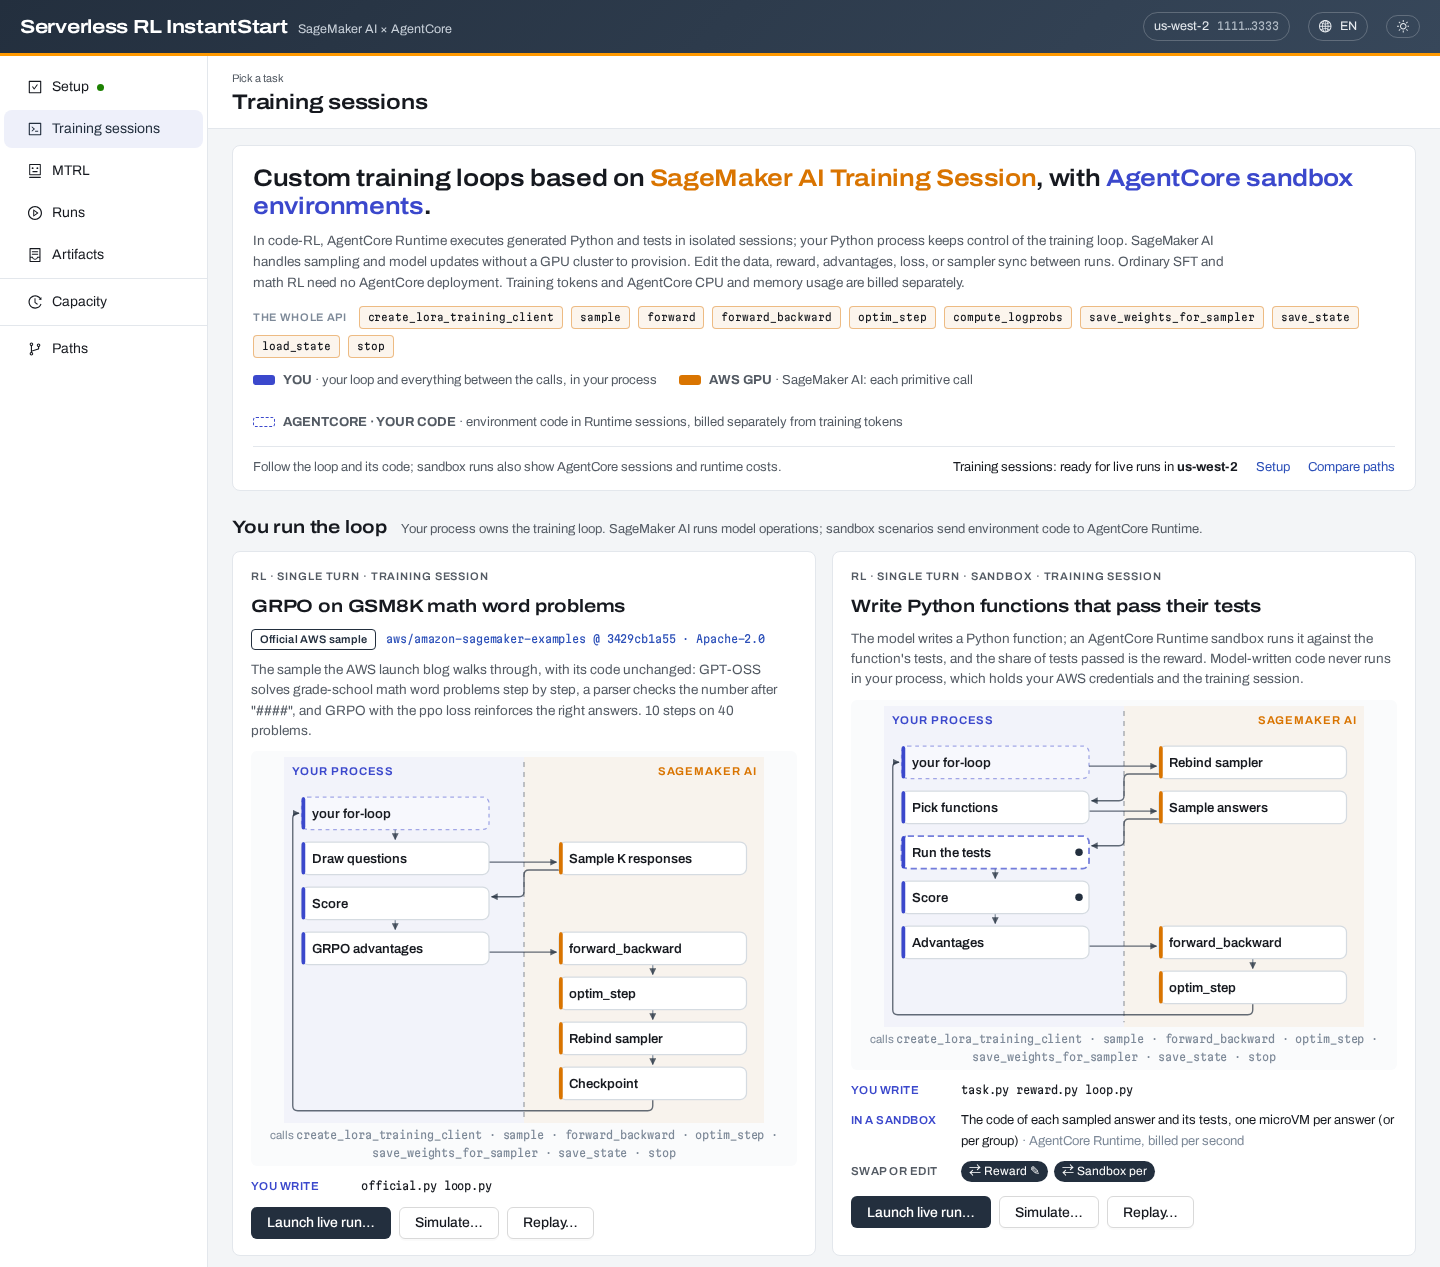 Serverless RL InstantStart SageMaker AI × AgentCore
us-west-2 1111…3333
EN
Setup
Training sessions
MTRL
Runs
Artifacts
Capacity
Paths
Pick a task
Training sessions
Custom training loops based on SageMaker AI Training Session, with AgentCore sandbox
environments.
In code-RL, AgentCore Runtime executes generated Python and tests in isolated sessions; your Python process keeps control of the training loop. SageMaker AI
handles sampling and model updates without a GPU cluster to provision. Edit the data, reward, advantages, loss, or sampler sync between runs. Ordinary SFT and
math RL need no AgentCore deployment. Training tokens and AgentCore CPU and memory usage are billed separately.
THE WHOLE API create_lora_training_client sample forward forward_backward optim_step compute_logprobs save_weights_for_sampler save_state
load_state stop
YOU · your loop and everything between the calls, in your process AWS GPU · SageMaker AI: each primitive call
AGENTCORE · YOUR CODE · environment code in Runtime sessions, billed separately from training tokens
Follow the loop and its code; sandbox runs also show AgentCore sessions and runtime costs. Training sessions: ready for live runs in us-west-2 Setup Compare paths
You run the loop Your process owns the training loop. SageMaker AI runs model operations; sandbox scenarios send environment code to AgentCore Runtime.
RL · SINGLE TURN · TRAINING SESSION
GRPO on GSM8K math word problems
Official AWS sample aws/amazon-sagemaker-examples @ 3429cb1a55 · Apache-2.0
The sample the AWS launch blog walks through, with its code unchanged: GPT-OSS
solves grade-school math word problems step by step, a parser checks the number after
"####", and GRPO with the ppo loss reinforces the right answers. 10 steps on 40
problems.
YOUR PROCESS SAGEMAKER AI
your for-loop
Draw questions Sample K responses
Score
GRPO advantages forward_backward
optim_step
Rebind sampler
Checkpoint
calls create_lora_training_client · sample · forward_backward · optim_step ·
save_weights_for_sampler · save_state · stop
YOU WRITE official.py loop.py
Launch live run… Simulate… Replay…
RL · SINGLE TURN · SANDBOX · TRAINING SESSION
Write Python functions that pass their tests
The model writes a Python function; an AgentCore Runtime sandbox runs it against the
function's tests, and the share of tests passed is the reward. Model-written code never runs
in your process, which holds your AWS credentials and the training session.
YOUR PROCESS SAGEMAKER AI
your for-loop Rebind sampler
Pick functions Sample answers
Run the tests
Score
Advantages forward_backward
optim_step
calls create_lora_training_client · sample · forward_backward · optim_step ·
save_weights_for_sampler · save_state · stop
YOU WRITE task.py reward.py loop.py
IN A SANDBOX The code of each sampled answer and its tests, one microVM per answer (or
per group) · AgentCore Runtime, billed per second
SWAP OR EDIT ⇄ Reward ✎ ⇄ Sandbox per
Launch live run… Simulate… Replay…